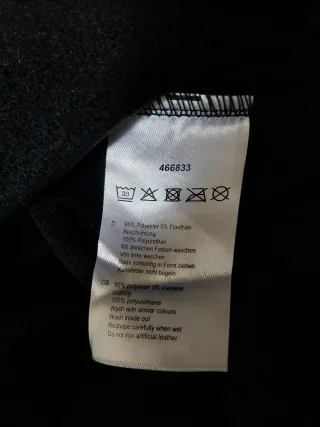 466833
30
D 95% Polyester 5% Elasthan
Beschichtung:
100% Polyurethan
Mit ähnlichen Farben waschen
Von links waschen
Nass vorsichtig in Form ziehen
Kunstleder nicht bügeln
GB 95% polyester 5% elastane
coating:
100% polyurethane
Wash with similar colours
Wash inside out
Reshape carefully when wet
Do not iron artificial leather